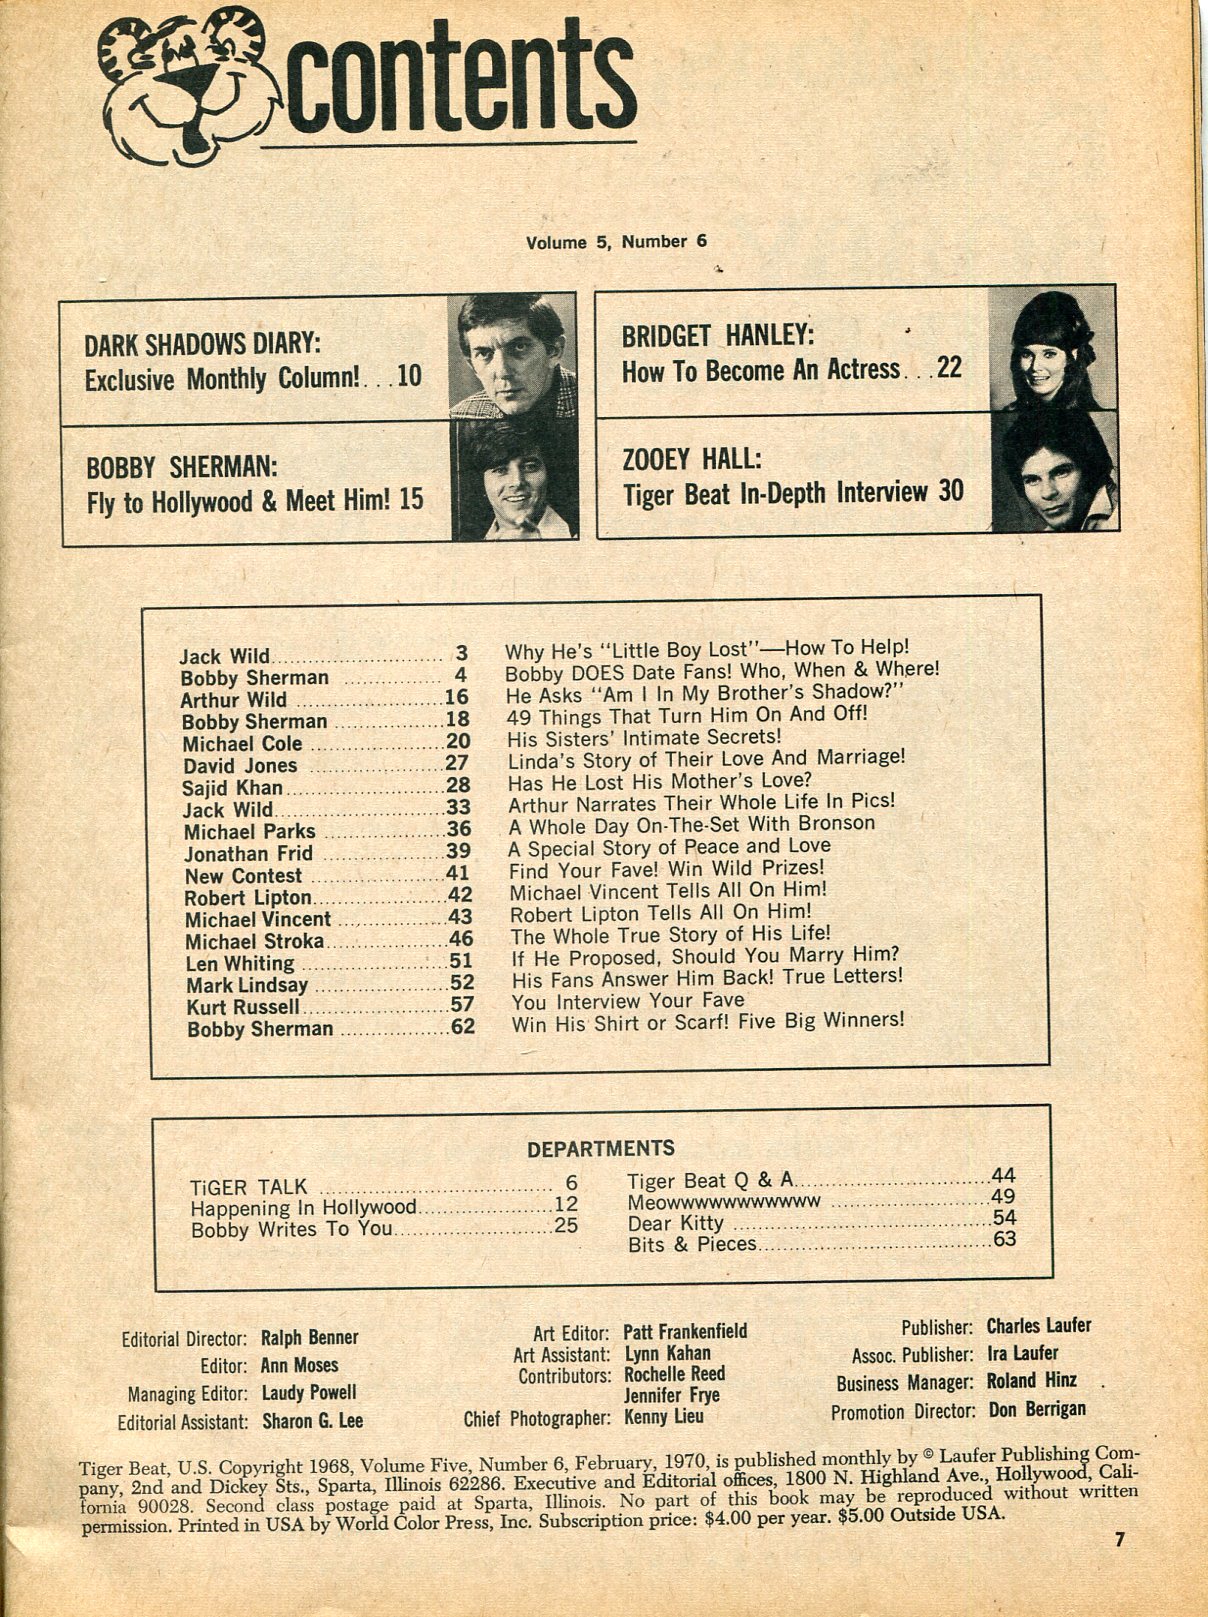 contents
Volume 5, Number 6
DARK SHADOWS DIARY:
Exclusive Monthly Column!. . .10
BOBBY SHERMAN:
Fly to Hollywood & Meet Him! 15
BRIDGET HANLEY:
How To Become An Actress. . .22
ZOOEY HALL:
Tiger Beat In-Depth Interview 30
Jack Wild.......................... 3 Why He's "Little Boy Lost"—How To Help!
Bobby Sherman ............... 4 Bobby DOES Date Fans! Who, When & Where!
Arthur Wild .......................16 He Asks "Am I In My Brother's Shadow?"
Bobby Sherman .................18 49 Things That Turn Him On And Off!
Michael Cole .....................20 His Sisters' Intimate Secrets!
David Jones .....................27 Linda's Story of Their Love And Marriage!
Sajid Khan.........................28 Has He Lost His Mother's Love?
Jack Wild...........................33 Arthur Narrates Their Whole Life In Pics!
Michael Parks ...................36 A Whole Day On-The-Set With Bronson
Jonathan Frid ...................39 A Special Story of Peace and Love
New Contest .....................41 Find Your Fave! Win Wild Prizes!
Robert Lipton.....................42 Michael Vincent Tells All On Him!
Michael Vincent .................43 Robert Lipton Tells All On Him!
Michael Stroka...................46 The Whole True Story of His Life!
Len Whiting .......................51 If He Proposed, Should You Marry Him?
Mark Lindsay .....................52 His Fans Answer Him Back! True Letters!
Kurt Russell.......................57 You Interview Your Fave
Bobby Sherman .................62 Win His Shirt or Scarf! Five Big Winners!
DEPARTMENTS
TiGER TALK .................................... 6
Happening In Hollywood.....................12
Bobby Writes To You.........................25
Tiger Beat Q & A...............................44
Meowwwwwwwwwww .........................49
Dear Kitty .........................................54
Bits & Pieces.....................................63
Editorial Director: Ralph Benner
Editor: Ann Moses
Managing Editor: Laudy Powell
Editorial Assistant: Sharon G. Lee
Art Editor: Patt Frankenfield
Art Assistant: Lynn Kahan
Contributors: Rochelle Reed
Jennifer Frye
Chief Photographer: Kenny Lieu
Publisher: Charles Laufer
Assoc. Publisher: Ira Laufer
Business Manager: Roland Hinz
Promotion Director: Don Berrigan
Tiger Beat, U.S. Copyright 1968, Volume Five, Number 6, February, 1970, is published monthly by © Laufer Publishing Com-
pany, 2nd and Dickey Sts., Sparta, Illinois 62286. Executive and Editorial offices, 1800 N. Highland Ave., Hollywood, Cali-
fornia 90028. Second class postage paid at Sparta, Illinois. No part of this book may be reproduced without written
permission. Printed in USA by World Color Press, Inc. Subscription price: $4.00 per year. $5.00 Outside USA.
7